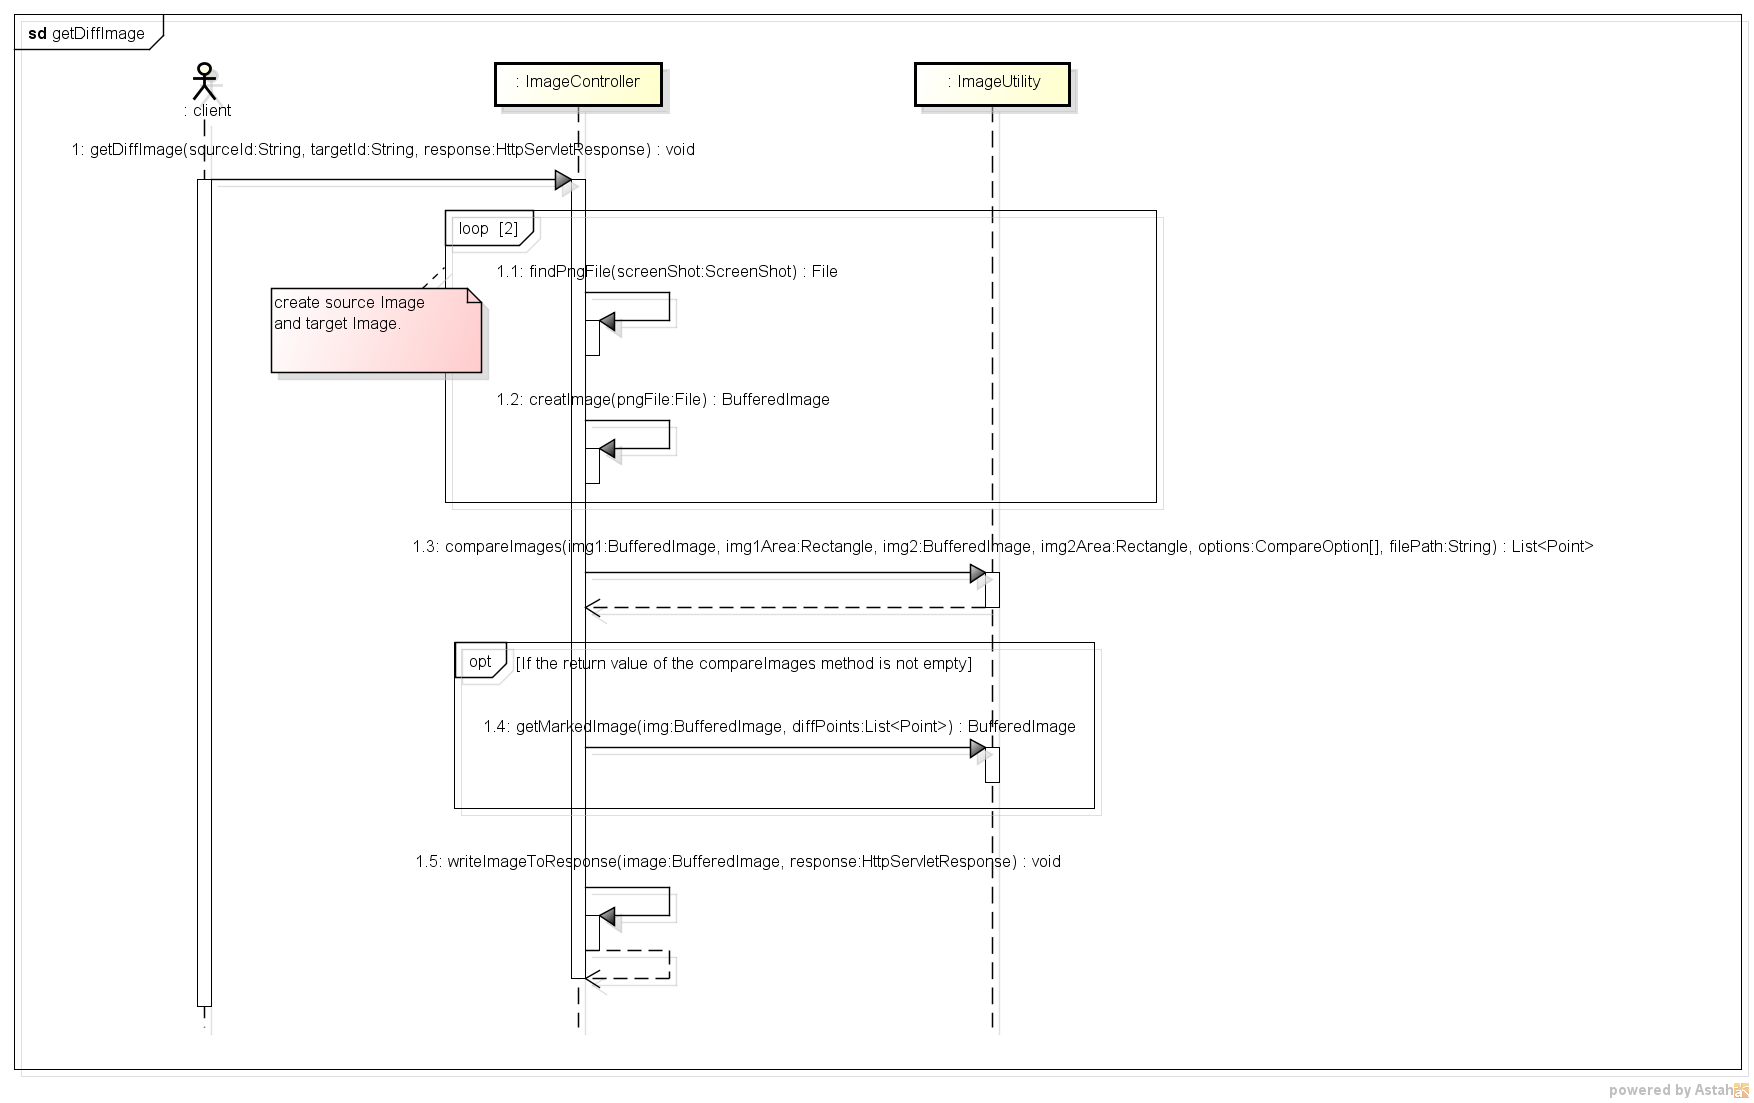 sd getDiffImage
: client
: ImageController
: ImageUtility
1: getDiffImage(sourceId:String, targetId:String, response:HttpServletResponse) : void
loop [2]
1.1: findPngFile(screenShot:ScreenShot) : File
create source Image
and target Image.
1.2: creatImage(pngFile:File) : BufferedImage
1.3: compareImages(img1:BufferedImage, img1Area:Rectangle, img2:BufferedImage, img2Area:Rectangle, options:CompareOption[], filePath:String) : List<Point>
opt [If the return value of the compareImages method is not empty]
1.4: getMarkedImage(img:BufferedImage, diffPoints:List<Point>) : BufferedImage
1.5: writeImageToResponse(image:BufferedImage, response:HttpServletResponse) : void
powered by Astah